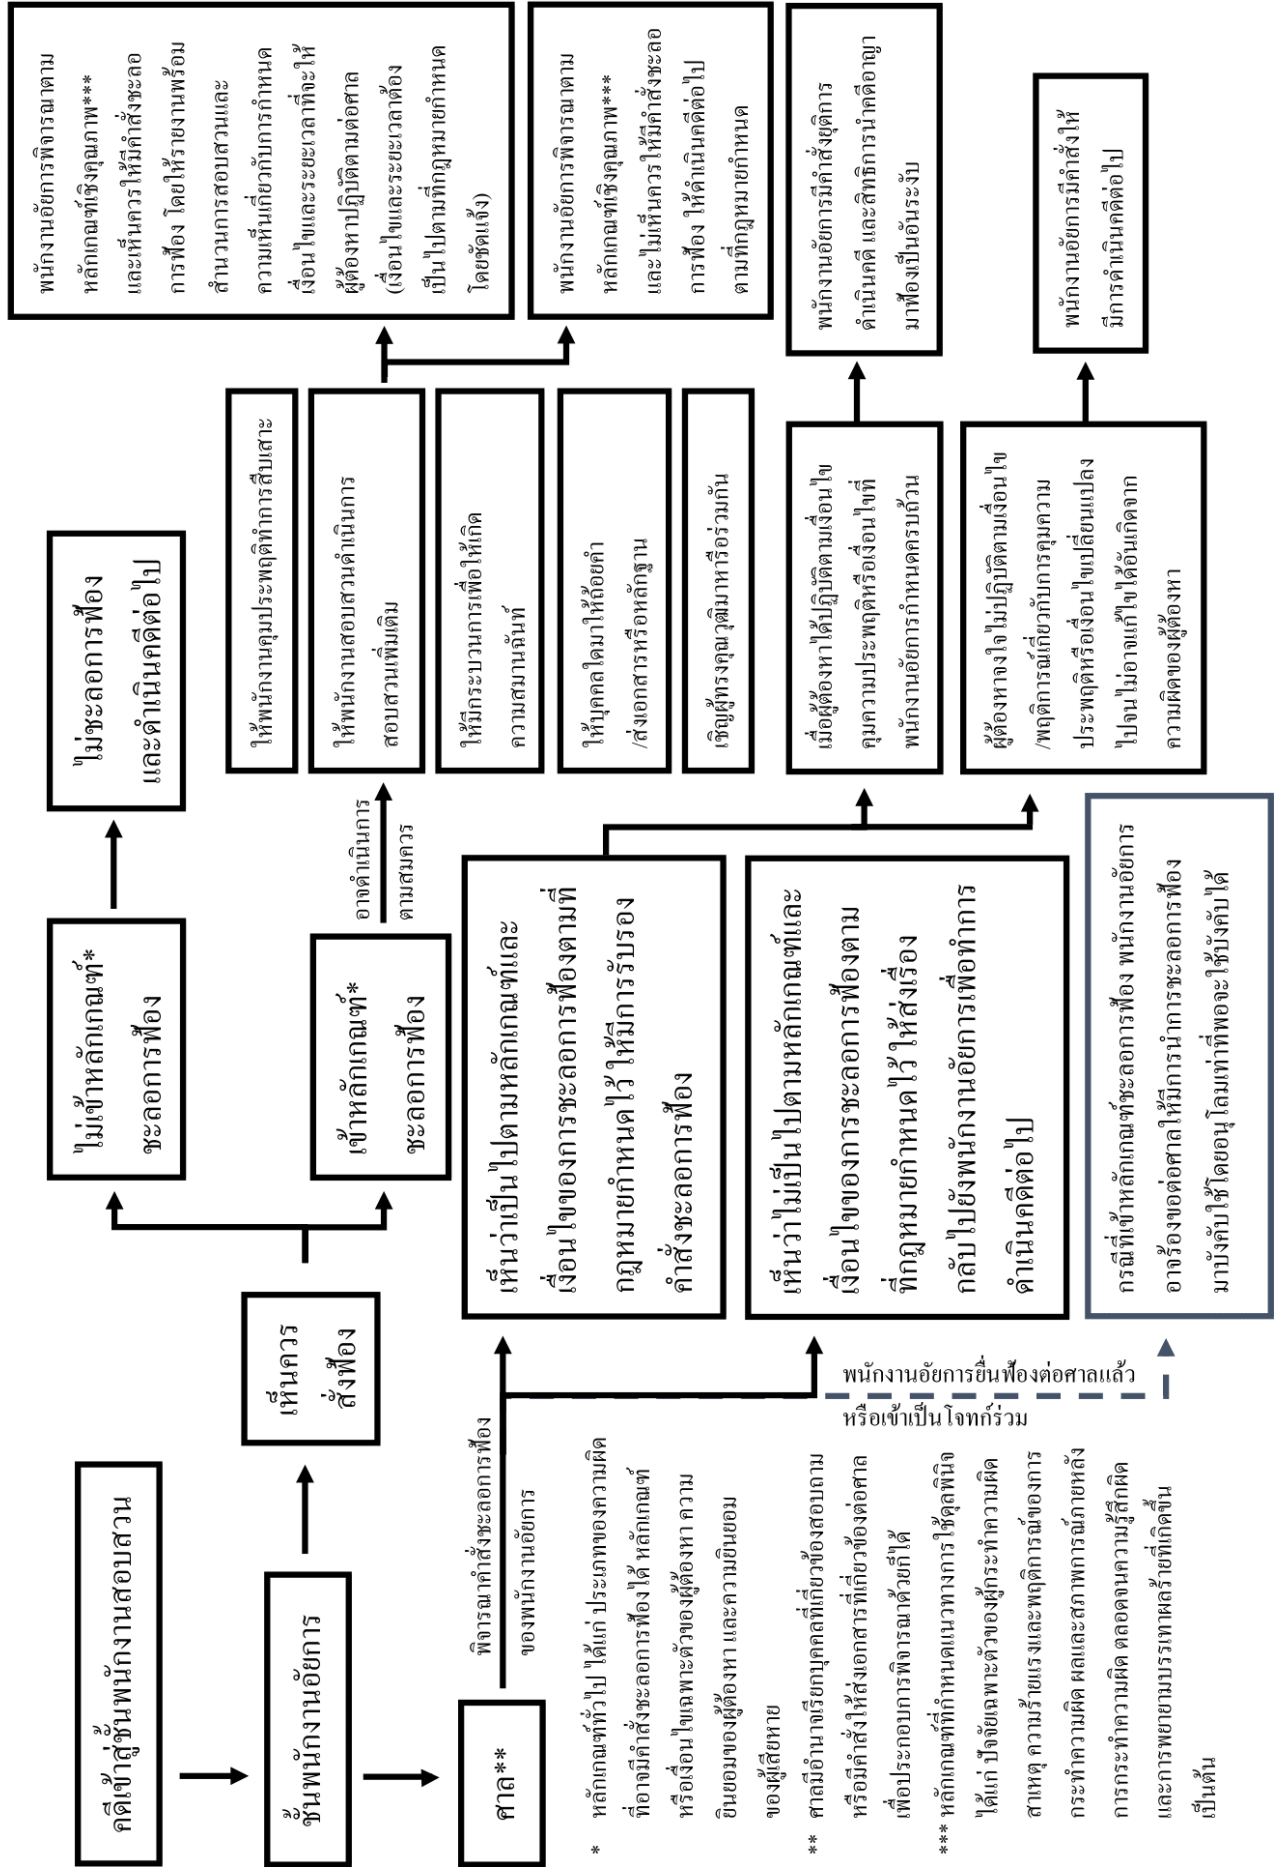 คดีเข้าสู่ชั้นพนักงานสอบสวน
ชั้นพนักงานอัยการ
เห็นควร
สั่งฟ้อง
ไม่เข้าหลักเกณฑ์*
ชะลอการฟ้อง
ไม่ชะลอการฟ้อง
และดำเนินคดีต่อไป
เข้าหลักเกณฑ์*
ชะลอการฟ้อง
อาจดำเนินการ
ตามสมควร
ให้พนักงานคุมประพฤติทำการสืบเสาะ
ให้พนักงานสอบสวนดำเนินการ
สอบสวนเพิ่มเติม
ให้มีกระบวนการเพื่อให้เกิด
ความสมานฉันท์
ให้บุคคลใดมาให้ถ้อยคำ
/ส่งเอกสารหรือหลักฐาน
เชิญผู้ทรงคุณวุฒิมาหารือร่วมกัน
พนักงานอัยการพิจารณาตาม
หลักเกณฑ์เชิงคุณภาพ***
และเห็นควรให้มีคำสั่งชะลอ
การฟ้อง โดยให้รายงานพร้อม
สำนวนการสอบสวนและ
ความเห็นเกี่ยวกับการกำหนด
เงื่อนไขและระยะเวลาที่จะให้
ผู้ต้องหาปฏิบัติตามต่อศาล
(เงื่อนไขและระยะเวลาต้อง
เป็นไปตามที่กฎหมายกำหนด
โดยชัดแจ้ง)
พนักงานอัยการพิจารณาตาม
หลักเกณฑ์เชิงคุณภาพ***
และไม่เห็นควรให้มีคำสั่งชะลอ
การฟ้อง ให้ดำเนินคดีต่อไป
ตามที่กฎหมายกำหนด
ศาล**
พิจารณาคำสั่งชะลอการฟ้อง
ของพนักงานอัยการ
เห็นว่าเป็นไปตามหลักเกณฑ์และ
เงื่อนไขของการชะลอการฟ้องตามที่
กฎหมายกำหนดไว้ ให้มีการรับรอง
คำสั่งชะลอการฟ้อง
เห็นว่าไม่เป็นไปตามหลักเกณฑ์และ
เงื่อนไขของการชะลอการฟ้องตาม
ที่กฎหมายกำหนดไว้ ให้ส่งเรื่อง
กลับไปยังพนักงานอัยการเพื่อทำการ
ดำเนินคดีต่อไป
เมื่อผู้ต้องหาได้ปฏิบัติตามเงื่อนไข
คุมความประพฤติหรือเงื่อนไขที่
พนักงานอัยการกำหนดครบถ้วน
พนักงานอัยการมีคำสั่งยุติการ
ดำเนินคดี และสิทธิการนำคดีอาญา
มาฟ้องเป็นอันระงับ
ผู้ต้องหาจงใจไม่ปฏิบัติตามเงื่อนไข
/พฤติการณ์เกี่ยวกับการคุมความ
ประพฤติหรือเงื่อนไขเปลี่ยนแปลง
ไปจนไม่อาจแก้ไขได้อันเกิดจาก
ความผิดของผู้ต้องหา
พนักงานอัยการมีคำสั่งให้
มีการดำเนินคดีต่อไป
พนักงานอัยการยื่นฟ้องต่อศาลแล้ว
หรือเข้าเป็นโจทก์ร่วม
กรณีที่เข้าหลักเกณฑ์ชะลอการฟ้อง พนักงานอัยการ
อาจร้องขอต่อศาลให้มีการนำการชะลอการฟ้อง
มาบังคับใช้โดยอนุโลมเท่าที่พอจะใช้บังคับได้
* หลักเกณฑ์ทั่วไป ได้แก่ ประเภทของความผิด
ที่อาจมีคำสั่งชะลอการฟ้องได้ หลักเกณฑ์
หรือเงื่อนไขเฉพาะตัวของผู้ต้องหา ความ
ยินยอมของผู้ต้องหา และความยินยอม
ของผู้เสียหาย
** ศาลมีอำนาจเรียกบุคคลที่เกี่ยวข้องสอบถาม
หรือมีคำสั่งให้ส่งเอกสารที่เกี่ยวข้องต่อศาล
เพื่อประกอบการพิจารณาด้วยก็ได้
*** หลักเกณฑ์ที่กำหนดแนวทางการใช้ดุลพินิจ
ได้แก่ ปัจจัยเฉพาะตัวของผู้กระทำความผิด
สาเหตุ ความร้ายแรงและพฤติการณ์ของการ
กระทำความผิด ผลและสภาพการณ์ภายหลัง
การกระทำความผิด ตลอดจนความรู้สึกผิด
และการพยายามบรรเทาผลร้ายที่เกิดขึ้น
เป็นต้น